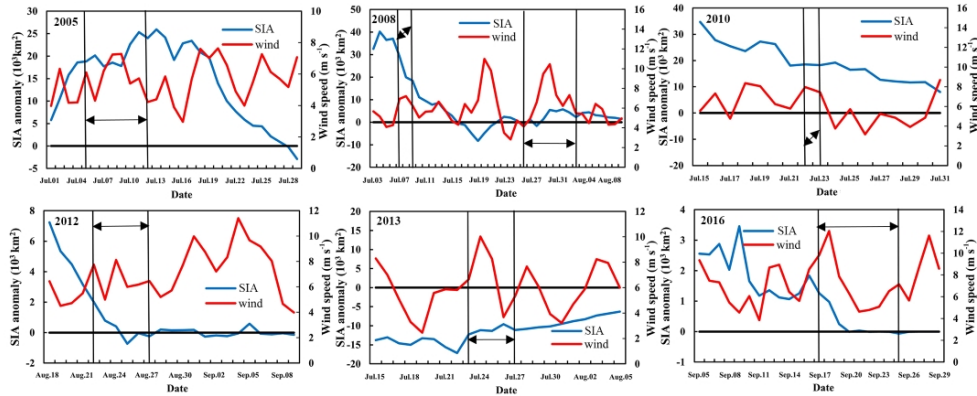 2005
SIA
wind
SIA anomaly (10³km²)
Wind speed (m s⁻¹)
30 25 20 15 10 5 0 -5
10 8 6 4 2 0
Jul.01 Jul.04 Jul.07 Jul.10 Jul.13 Jul.16 Jul.19 Jul.22 Jul.25 Jul.28
Date
2008
SIA
wind
SIA anomaly (10³ km²)
Wind speed (m s⁻¹)
50 40 30 20 10 0 -10 -20
16 14 12 10 8 6 4 2 0
Jul.03 Jul.07 Jul.11 Jul.15 Jul.19 Jul.23 Jul.27 Jul.31 Aug.04 Aug.08
Date
2010
SIA
wind
SIA anomaly (10³ km²)
Wind speed (m s⁻¹)
40 30 20 10 0 -10 -20
16 14 12 10 8 6 4 2 0
Jul.15 Jul.17 Jul.19 Jul.21 Jul.23 Jul.25 Jul.27 Jul.29 Jul.31
Date
2012
SIA
wind
SIA anomaly (10³ km²)
Wind speed (m s⁻¹)
8 6 4 2 0 -2
12 10 8 6 4 2 0
Aug.18 Aug.21 Aug.24 Aug.27 Aug.30 Sep.02 Sep.05 Sep.08
Date
2013
SIA
wind
SIA anomaly (10³ km²)
Wind speed (m s⁻¹)
20 15 10 5 0 -5 -10 -15 -20
12 10 8 6 4 2 0
Jul.15 Jul.18 Jul.21 Jul.24 Jul.27 Jul.30 Aug.02 Aug.05
Date
2016
SIA
wind
SIA anomaly (10³ km²)
Wind speed (m s⁻¹)
4 3 2 1 0 -1
14 12 10 8 6 4 2 0
Sep.05 Sep.08 Sep.11 Sep.14 Sep.17 Sep.20 Sep.23 Sep.26 Sep.29
Date